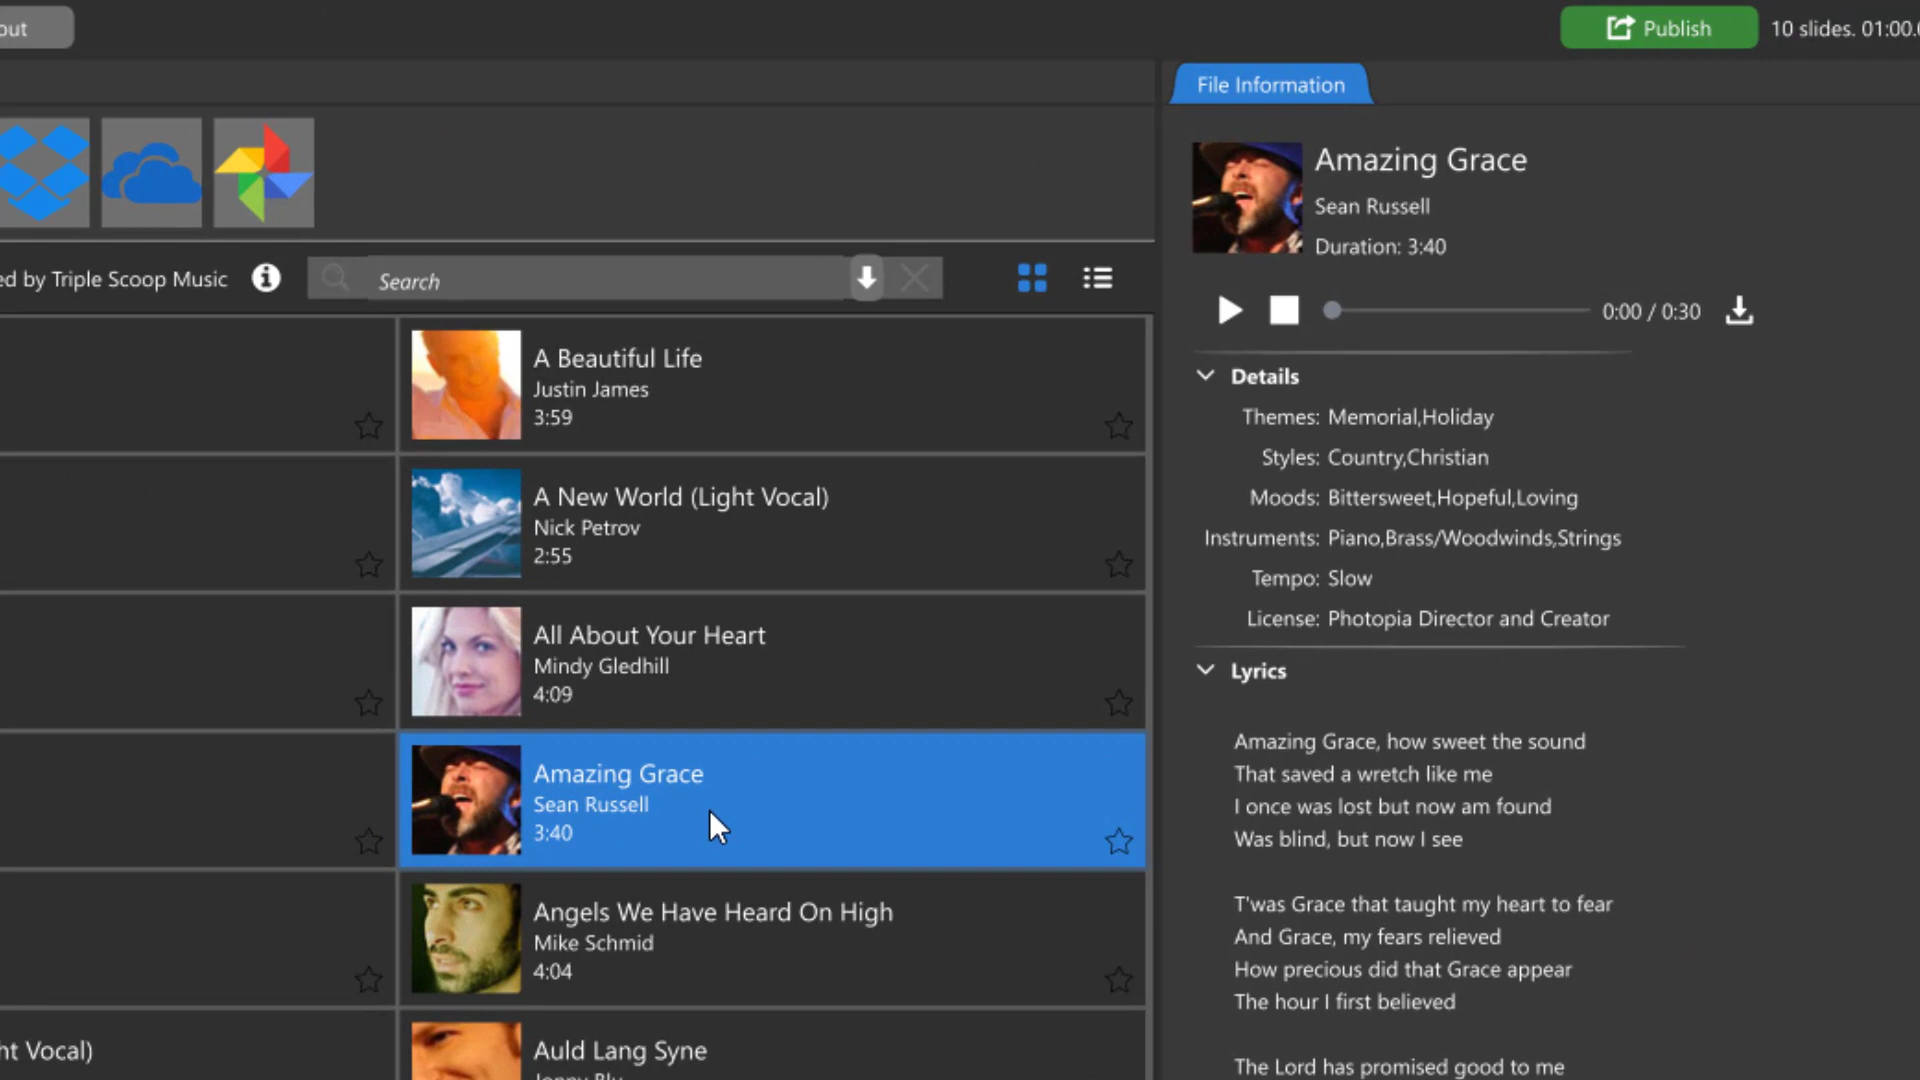 out
Publish
10 slides. 01:00.
File Information
Amazing Grace
Sean Russell
Duration: 3:40
0:00 / 0:30
ed by Triple Scoop Music
Search
A Beautiful Life
Justin James
3:59
A New World (Light Vocal)
Nick Petrov
2:55
All About Your Heart
Mindy Gledhill
4:09
Amazing Grace
Sean Russell
3:40
Angels We Have Heard On High
Mike Schmid
4:04
ht Vocal)
Auld Lang Syne
Details
Themes: Memorial,Holiday
Styles: Country,Christian
Moods: Bittersweet,Hopeful,Loving
Instruments: Piano,Brass/Woodwinds,Strings
Tempo: Slow
License: Photopia Director and Creator
Lyrics
Amazing Grace, how sweet the sound
That saved a wretch like me
I once was lost but now am found
Was blind, but now I see
T'was Grace that taught my heart to fear
And Grace, my fears relieved
How precious did that Grace appear
The hour I first believed
The Lord has promised good to me